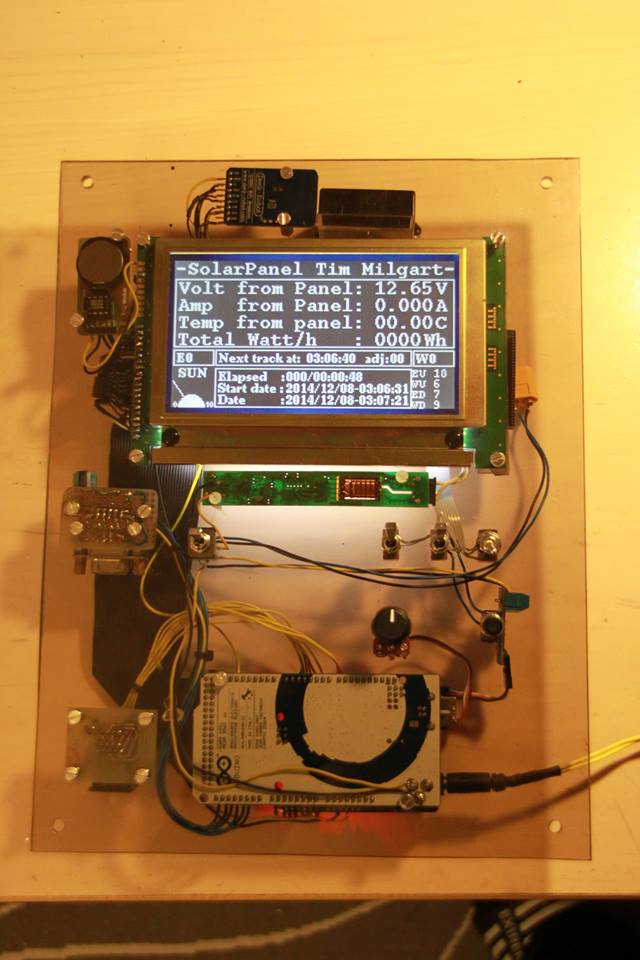 -SolarPanel Tim Milgart-
Volt from Panel: 12.65V
Amp from Panel: 0.000A
Temp from panel: 00.00C
Total Watt/h : 0000Wh
E0 Next track at: 03:06:40 adj:00 W0
SUN
0 10
Elapsed :000/00:00:48
Start date :2014/12/08-03:06:31
Date :2014/12/08-03:07:21
EU 10
WU 6
ED 7
WD 9